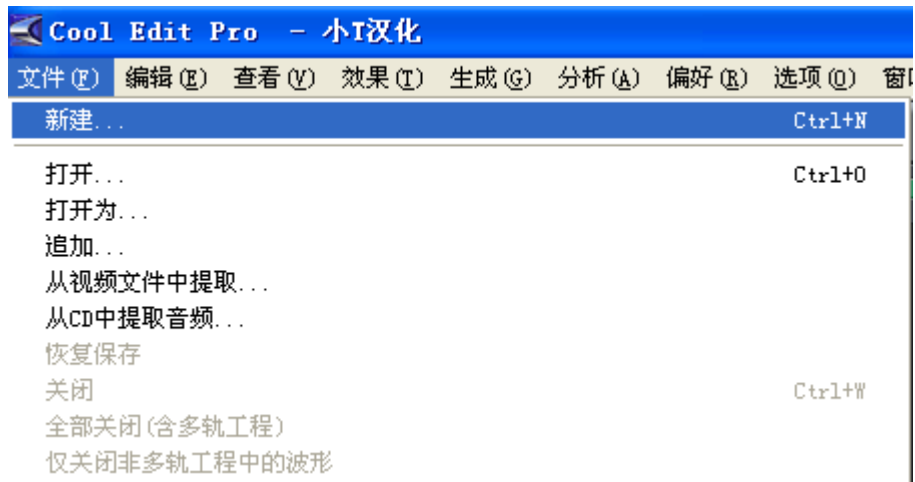 Cool Edit Pro - 小T汉化
文件(F) 编辑(E) 查看(V) 效果(T) 生成(G) 分析(A) 偏好(R) 选项(O) 窗
新建... Ctrl+N
打开... Ctrl+O
打开为...
追加...
从视频文件中提取...
从CD中提取音频...
恢复保存
关闭 Ctrl+W
全部关闭(含多轨工程)
仅关闭非多轨工程中的波形